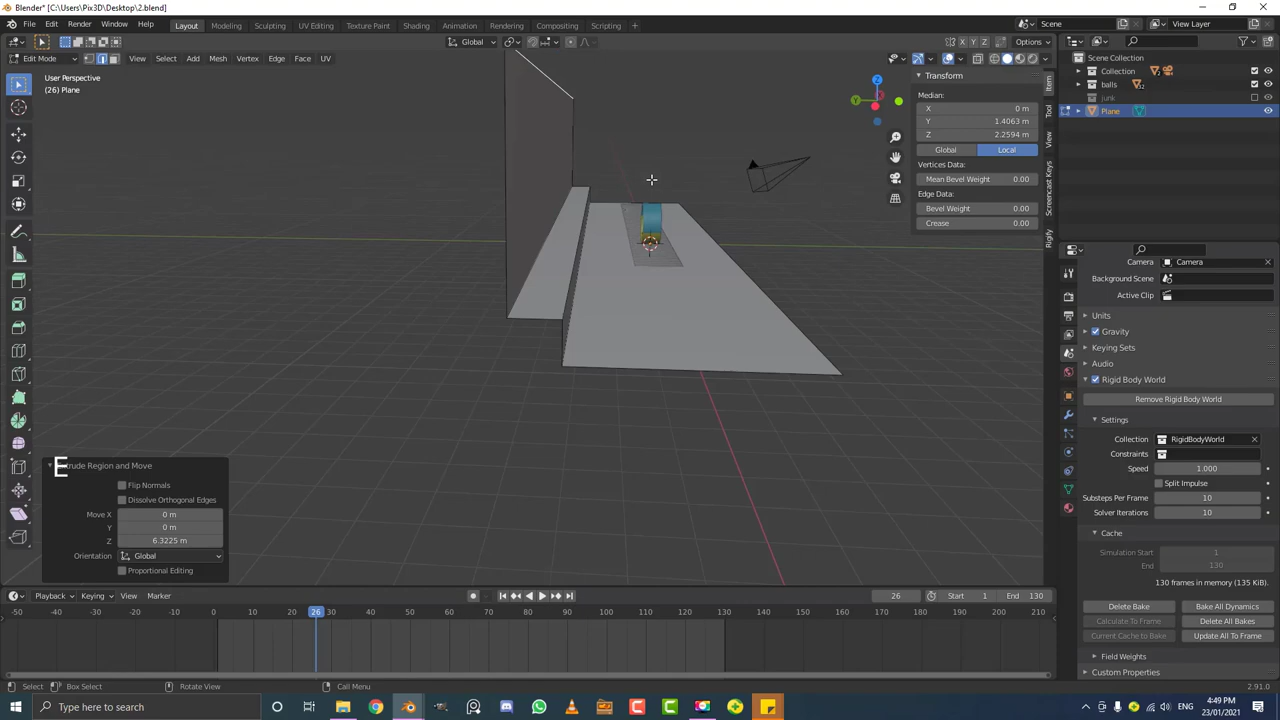 Blender* [C:\Users\Pix3D\Desktop\2.blend]
File Edit Render Window Help
Layout Modeling Sculpting UV Editing Texture Paint Shading Animation Rendering Compositing Scripting +
Scene
View Layer
Global
X Y Z
Options
Edit Mode
View Select Add Mesh Vertex Edge Face UV
User Perspective
(26) Plane
Transform
Median:
X 0 m
Y 1.4063 m
Z 2.2594 m
Global Local
Vertices Data:
Mean Bevel Weight 0.00
Edge Data:
Bevel Weight 0.00
Crease 0.00
Item
Tool
View
Screencast Keys
Rigify
Z
Y
Scene Collection
Collection
balls
junk
Plane
Camera Camera
Background Scene
Active Clip
Units
Gravity
Keying Sets
Audio
Rigid Body World
Remove Rigid Body World
Settings
Collection RigidBodyWorld
Constraints
Speed 1.000
Split Impulse
Substeps Per Frame 10
Solver Iterations 10
Cache
Simulation Start 1
End 130
130 frames in memory (135 KiB).
Delete Bake Bake All Dynamics
Calculate To Frame Delete All Bakes
Current Cache to Bake Update All To Frame
Field Weights
Custom Properties
E
trude Region and Move
Flip Normals
Dissolve Orthogonal Edges
Move X 0 m
Y 0 m
Z 6.3225 m
Orientation Global
Proportional Editing
Playback Keying View Marker
26
Start 1
End 130
-50 -40 -30 -20 -10 0 10 26 30 40 50 60 70 80 90 100 110 120 130 140 150 160 170 180 190 200 210
Select Box Select Rotate View Call Menu
2.91.0
Type here to search
4:49 PM
23/01/2021